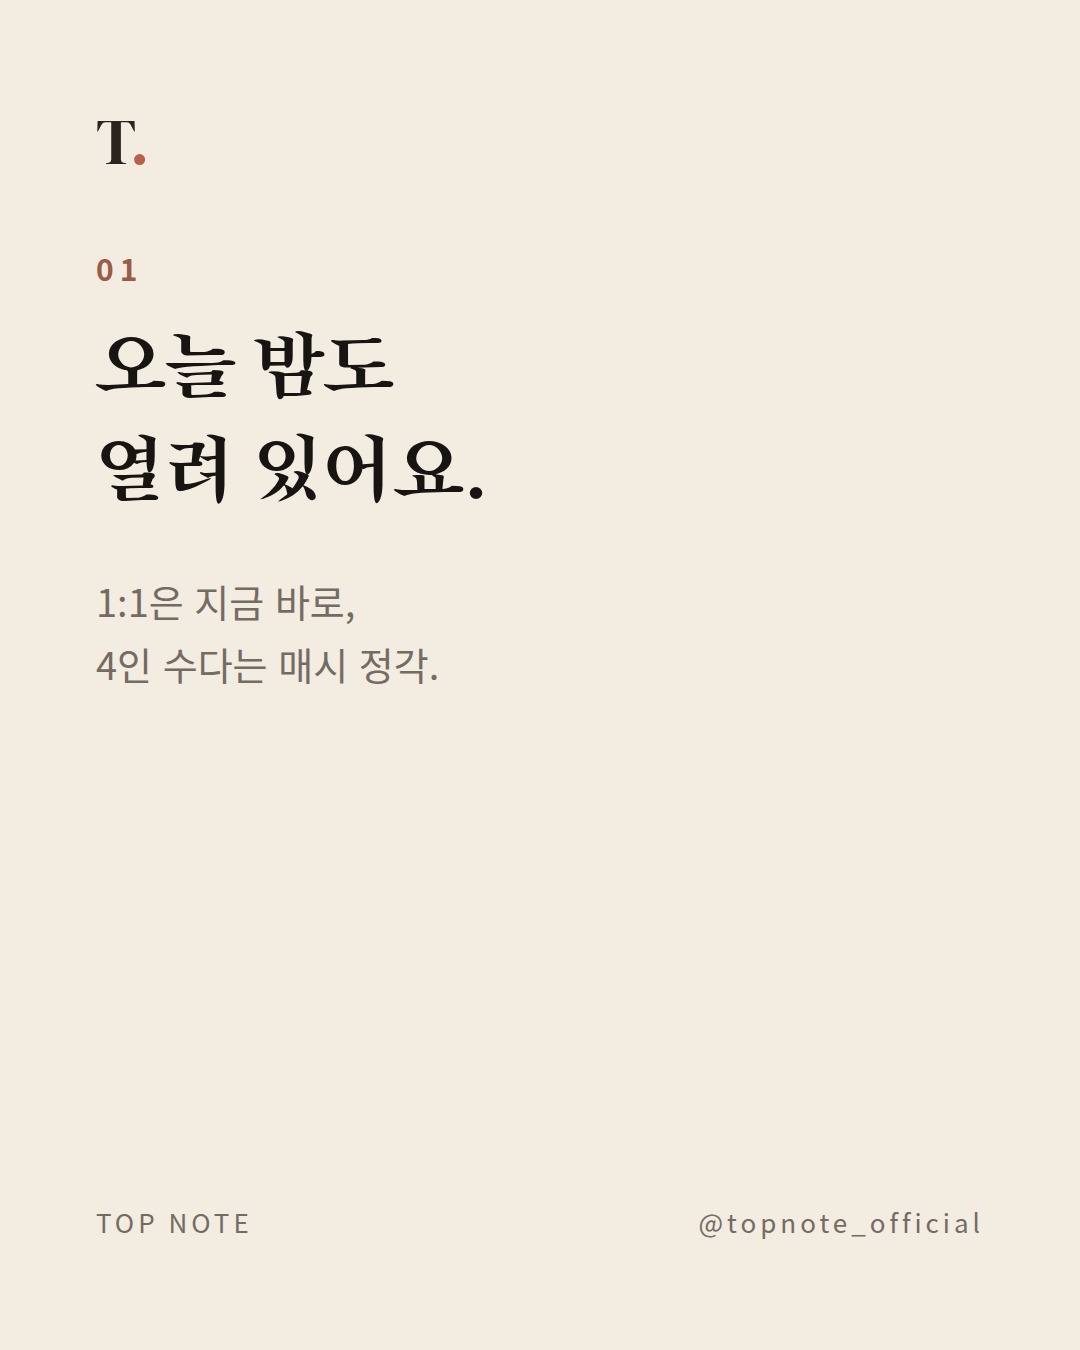 T.
01
오늘 밤도
열려 있어요.
1:1은 지금 바로,
4인 수다는 매시 정각.
TOP NOTE
@topnote_official